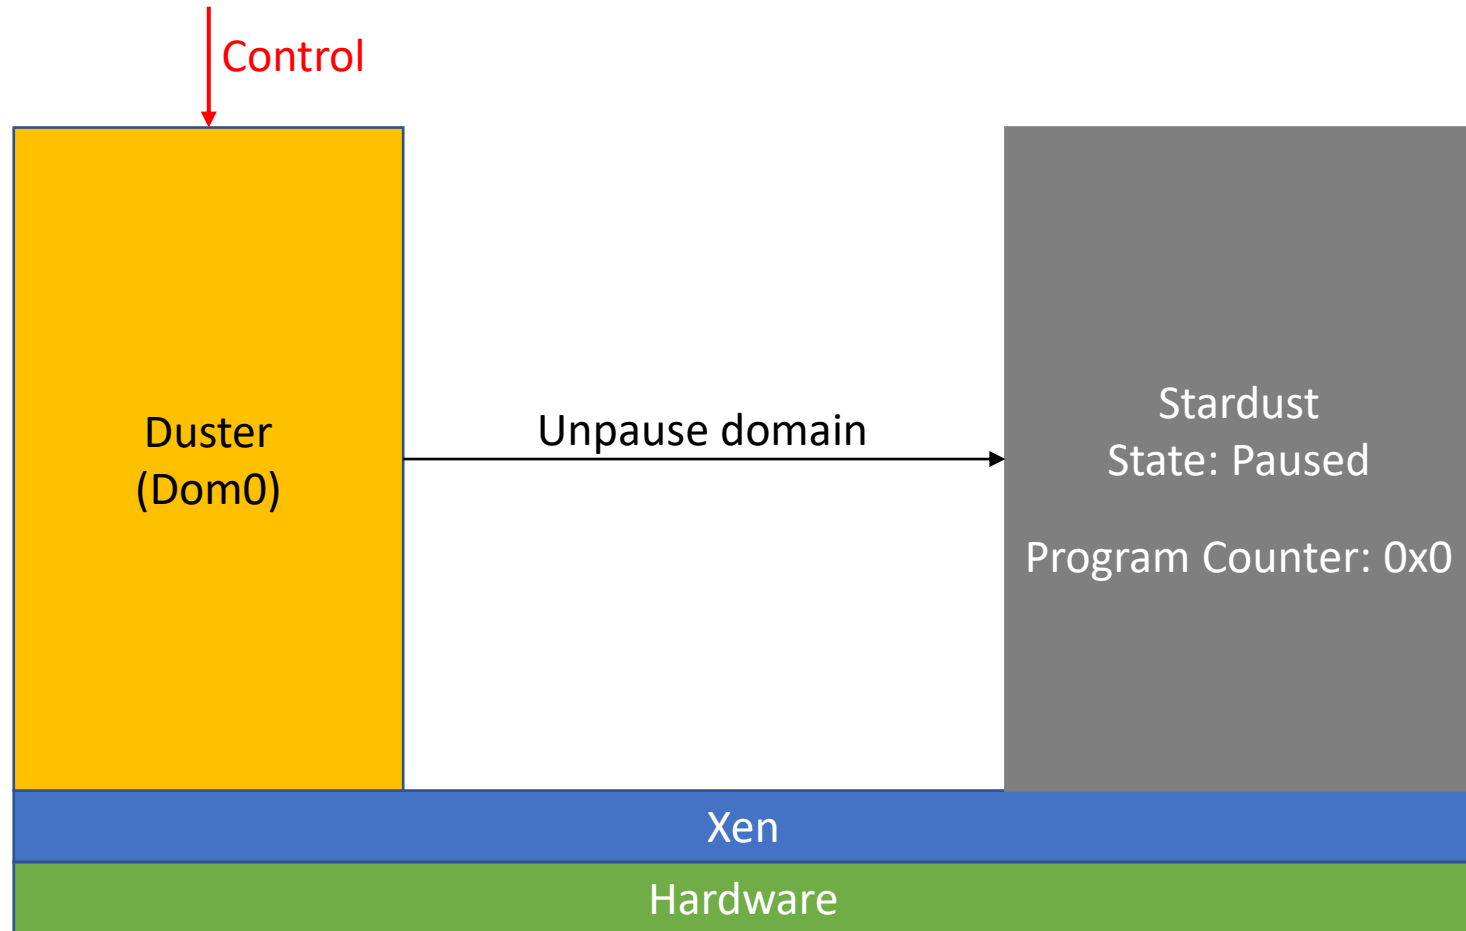 Control
Duster
(Dom0)
Unpause domain
Stardust
State: Paused
Program Counter: 0x0
Xen
Hardware